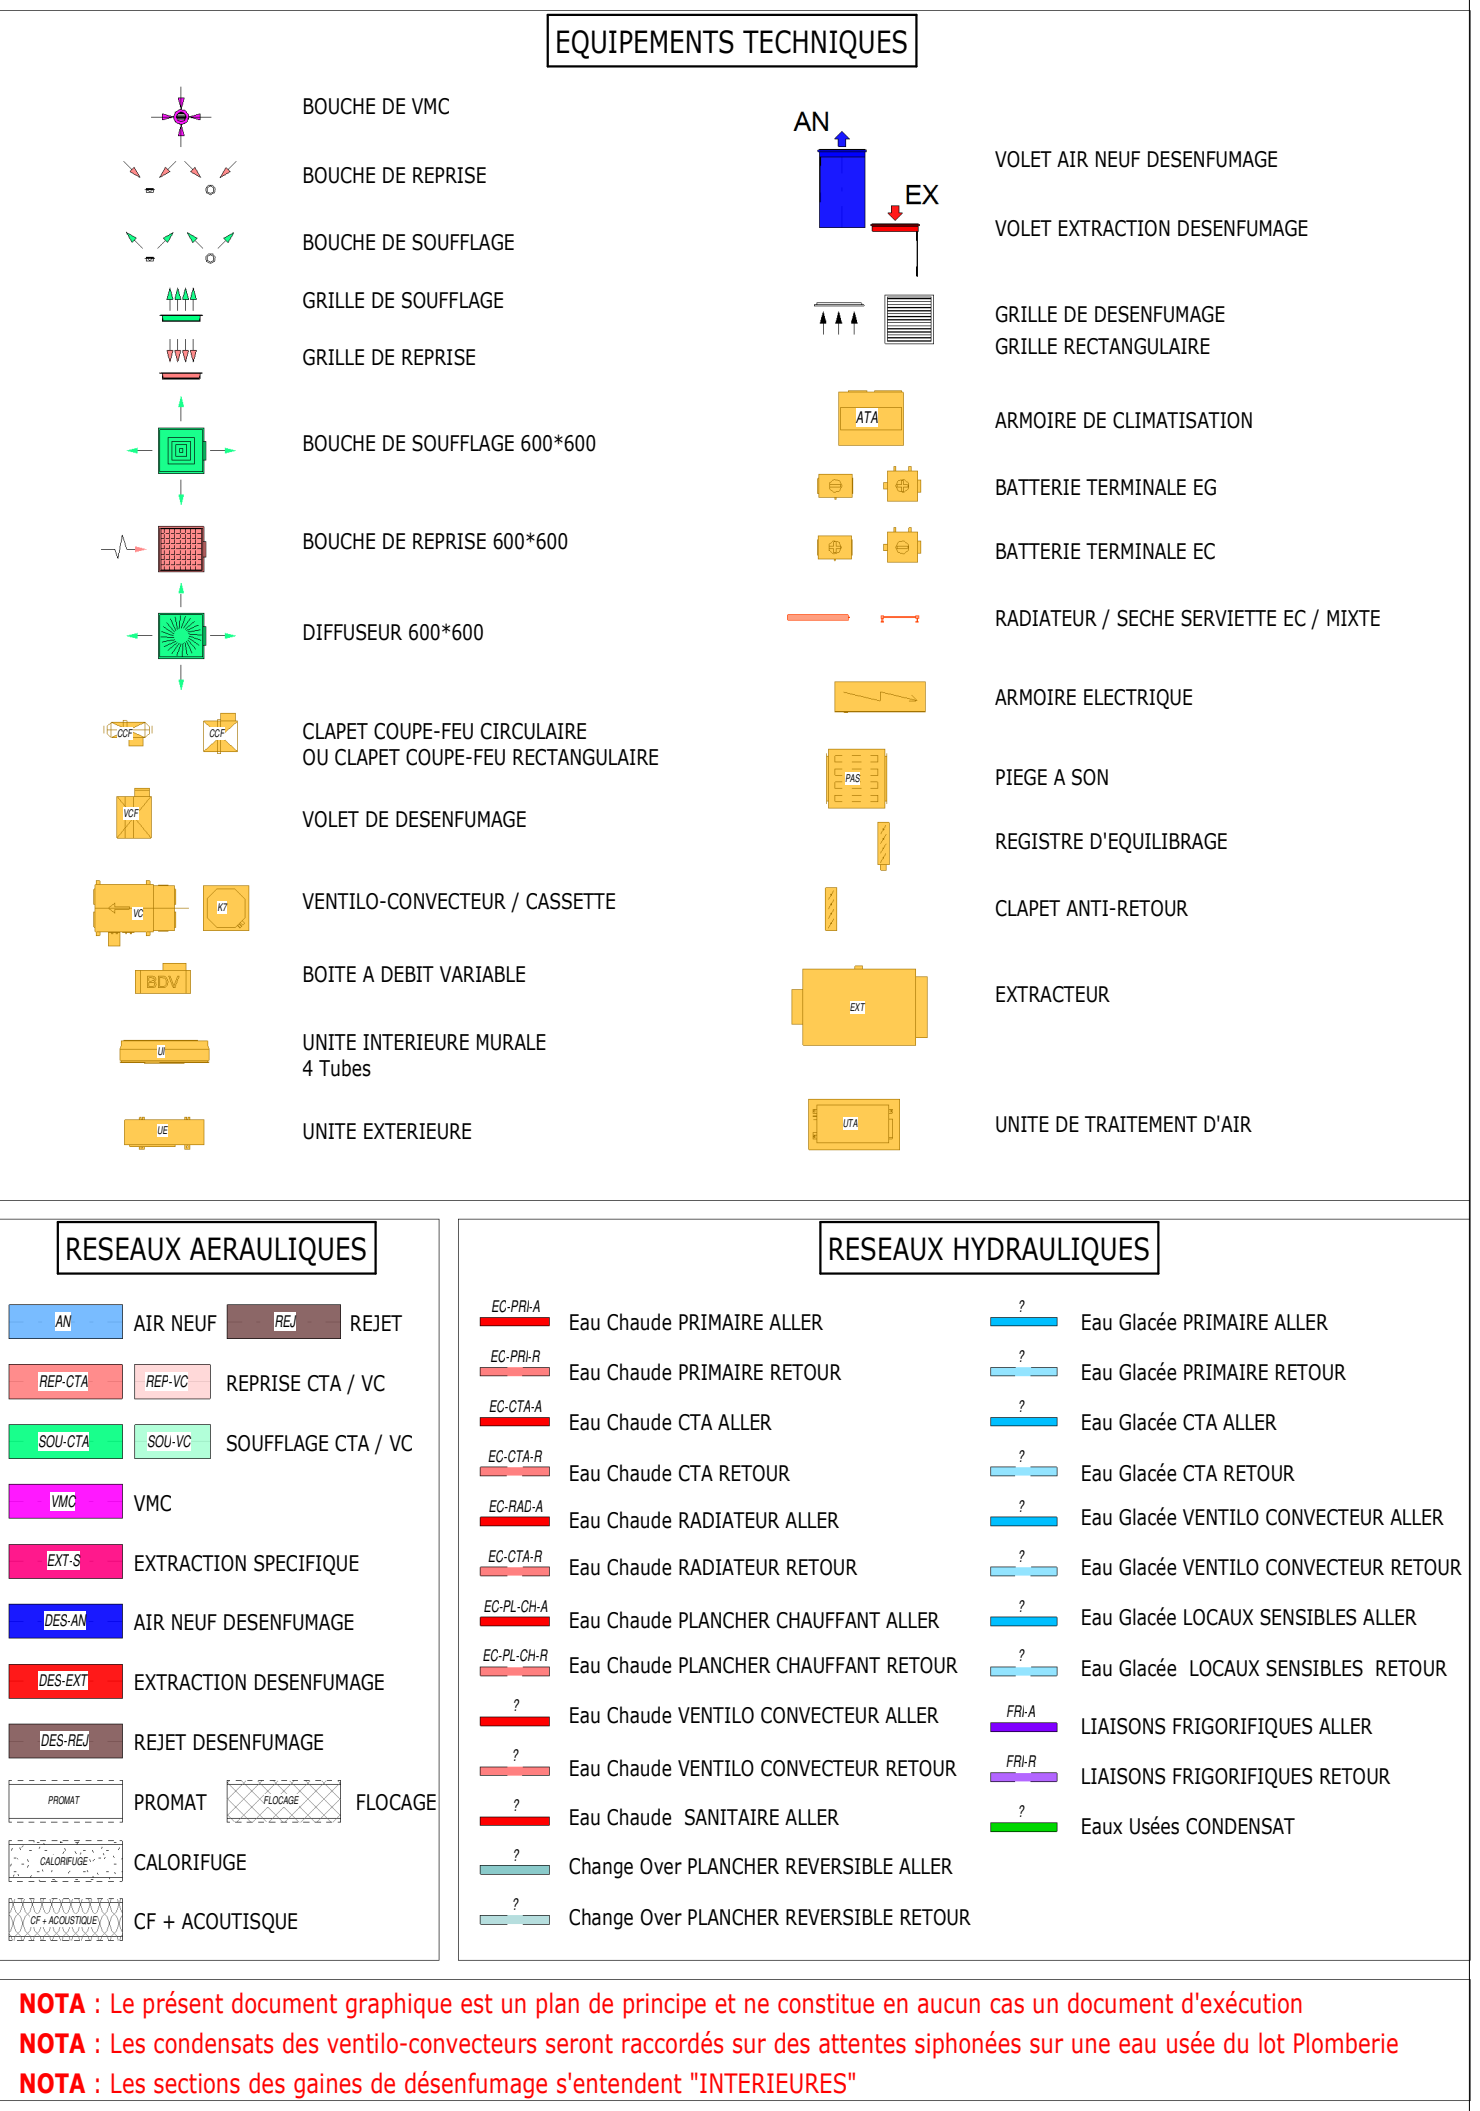 EQUIPEMENTS TECHNIQUES
BOUCHE DE VMC
BOUCHE DE REPRISE
BOUCHE DE SOUFFLAGE
GRILLE DE SOUFFLAGE
GRILLE DE REPRISE
BOUCHE DE SOUFFLAGE 600*600
BOUCHE DE REPRISE 600*600
DIFFUSEUR 600*600
CCF CCF CLAPET COUPE-FEU CIRCULAIRE
OU CLAPET COUPE-FEU RECTANGULAIRE
VCF VOLET DE DESENFUMAGE
VC K7 VENTILO-CONVECTEUR / CASSETTE
BDV BOITE A DEBIT VARIABLE
UI UNITE INTERIEURE MURALE
4 Tubes
UE UNITE EXTERIEURE
AN
VOLET AIR NEUF DESENFUMAGE
EX
VOLET EXTRACTION DESENFUMAGE
GRILLE DE DESENFUMAGE
GRILLE RECTANGULAIRE
ATA ARMOIRE DE CLIMATISATION
BATTERIE TERMINALE EG
BATTERIE TERMINALE EC
RADIATEUR / SECHE SERVIETTE EC / MIXTE
ARMOIRE ELECTRIQUE
PAS PIEGE A SON
REGISTRE D'EQUILIBRAGE
CLAPET ANTI-RETOUR
EXT EXTRACTEUR
UTA UNITE DE TRAITEMENT D'AIR
RESEAUX AERAULIQUES
AN AIR NEUF REJ REJET
REP-CTA REP-VC REPRISE CTA / VC
SOU-CTA SOU-VC SOUFFLAGE CTA / VC
VMC VMC
EXT-S EXTRACTION SPECIFIQUE
DES-AN AIR NEUF DESENFUMAGE
DES-EXT EXTRACTION DESENFUMAGE
DES-REJ REJET DESENFUMAGE
PROMAT PROMAT FLOCAGE FLOCAGE
CALORIFUGE CALORIFUGE
CF + ACOUSTIQUE CF + ACOUTISQUE
RESEAUX HYDRAULIQUES
EC-PRI-A Eau Chaude PRIMAIRE ALLER
EC-PRI-R Eau Chaude PRIMAIRE RETOUR
EC-CTA-A Eau Chaude CTA ALLER
EC-CTA-R Eau Chaude CTA RETOUR
EC-RAD-A Eau Chaude RADIATEUR ALLER
EC-CTA-R Eau Chaude RADIATEUR RETOUR
EC-PL-CH-A Eau Chaude PLANCHER CHAUFFANT ALLER
EC-PL-CH-R Eau Chaude PLANCHER CHAUFFANT RETOUR
? Eau Chaude VENTILO CONVECTEUR ALLER
? Eau Chaude VENTILO CONVECTEUR RETOUR
? Eau Chaude SANITAIRE ALLER
? Change Over PLANCHER REVERSIBLE ALLER
? Change Over PLANCHER REVERSIBLE RETOUR
? Eau Glacée PRIMAIRE ALLER
? Eau Glacée PRIMAIRE RETOUR
? Eau Glacée CTA ALLER
? Eau Glacée CTA RETOUR
? Eau Glacée VENTILO CONVECTEUR ALLER
? Eau Glacée VENTILO CONVECTEUR RETOUR
? Eau Glacée LOCAUX SENSIBLES ALLER
? Eau Glacée LOCAUX SENSIBLES RETOUR
FRI-A LIAISONS FRIGORIFIQUES ALLER
FRI-R LIAISONS FRIGORIFIQUES RETOUR
? Eaux Usées CONDENSAT
NOTA : Le présent document graphique est un plan de principe et ne constitue en aucun cas un document d'exécution
NOTA : Les condensats des ventilo-convecteurs seront raccordés sur des attentes siphonées sur une eau usée du lot Plomberie
NOTA : Les sections des gaines de désenfumage s'entendent "INTERIEURES"